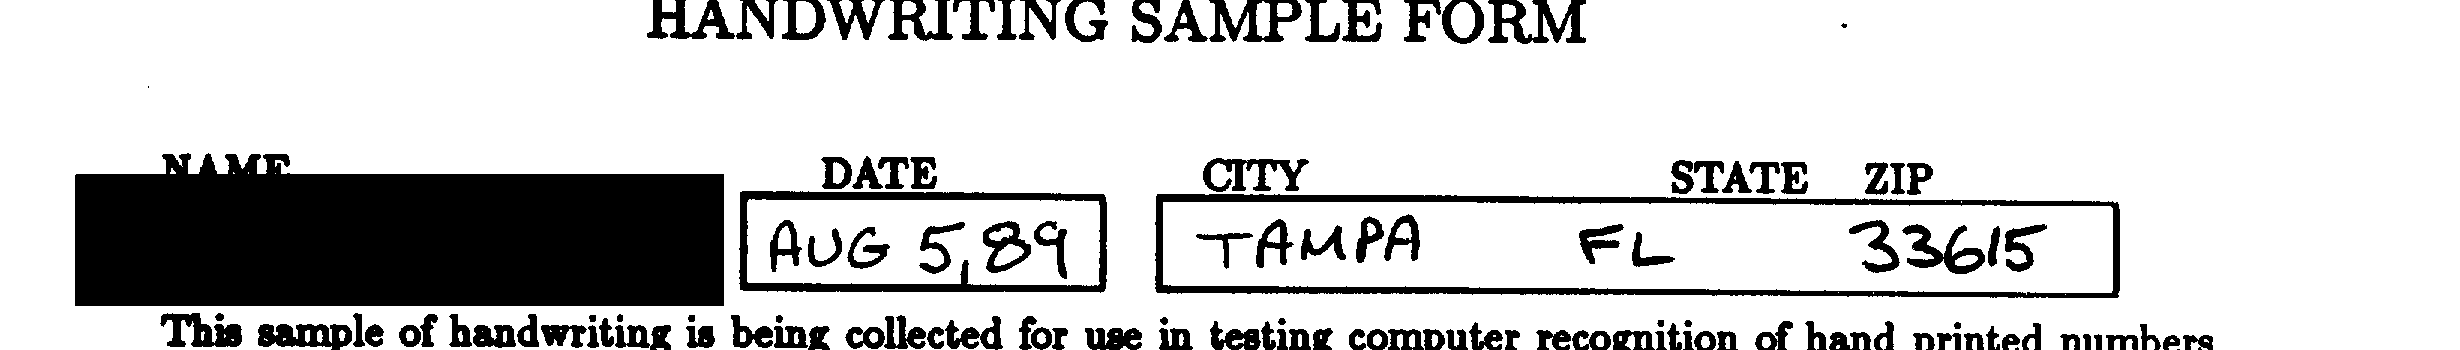 HANDWRITING SAMPLE FORM
NAME DATE CITY STATE ZIP
AUG 5,89 TAMPA FL 33615
This sample of handwriting is being collected for use in testing computer recognition of hand printed numbers